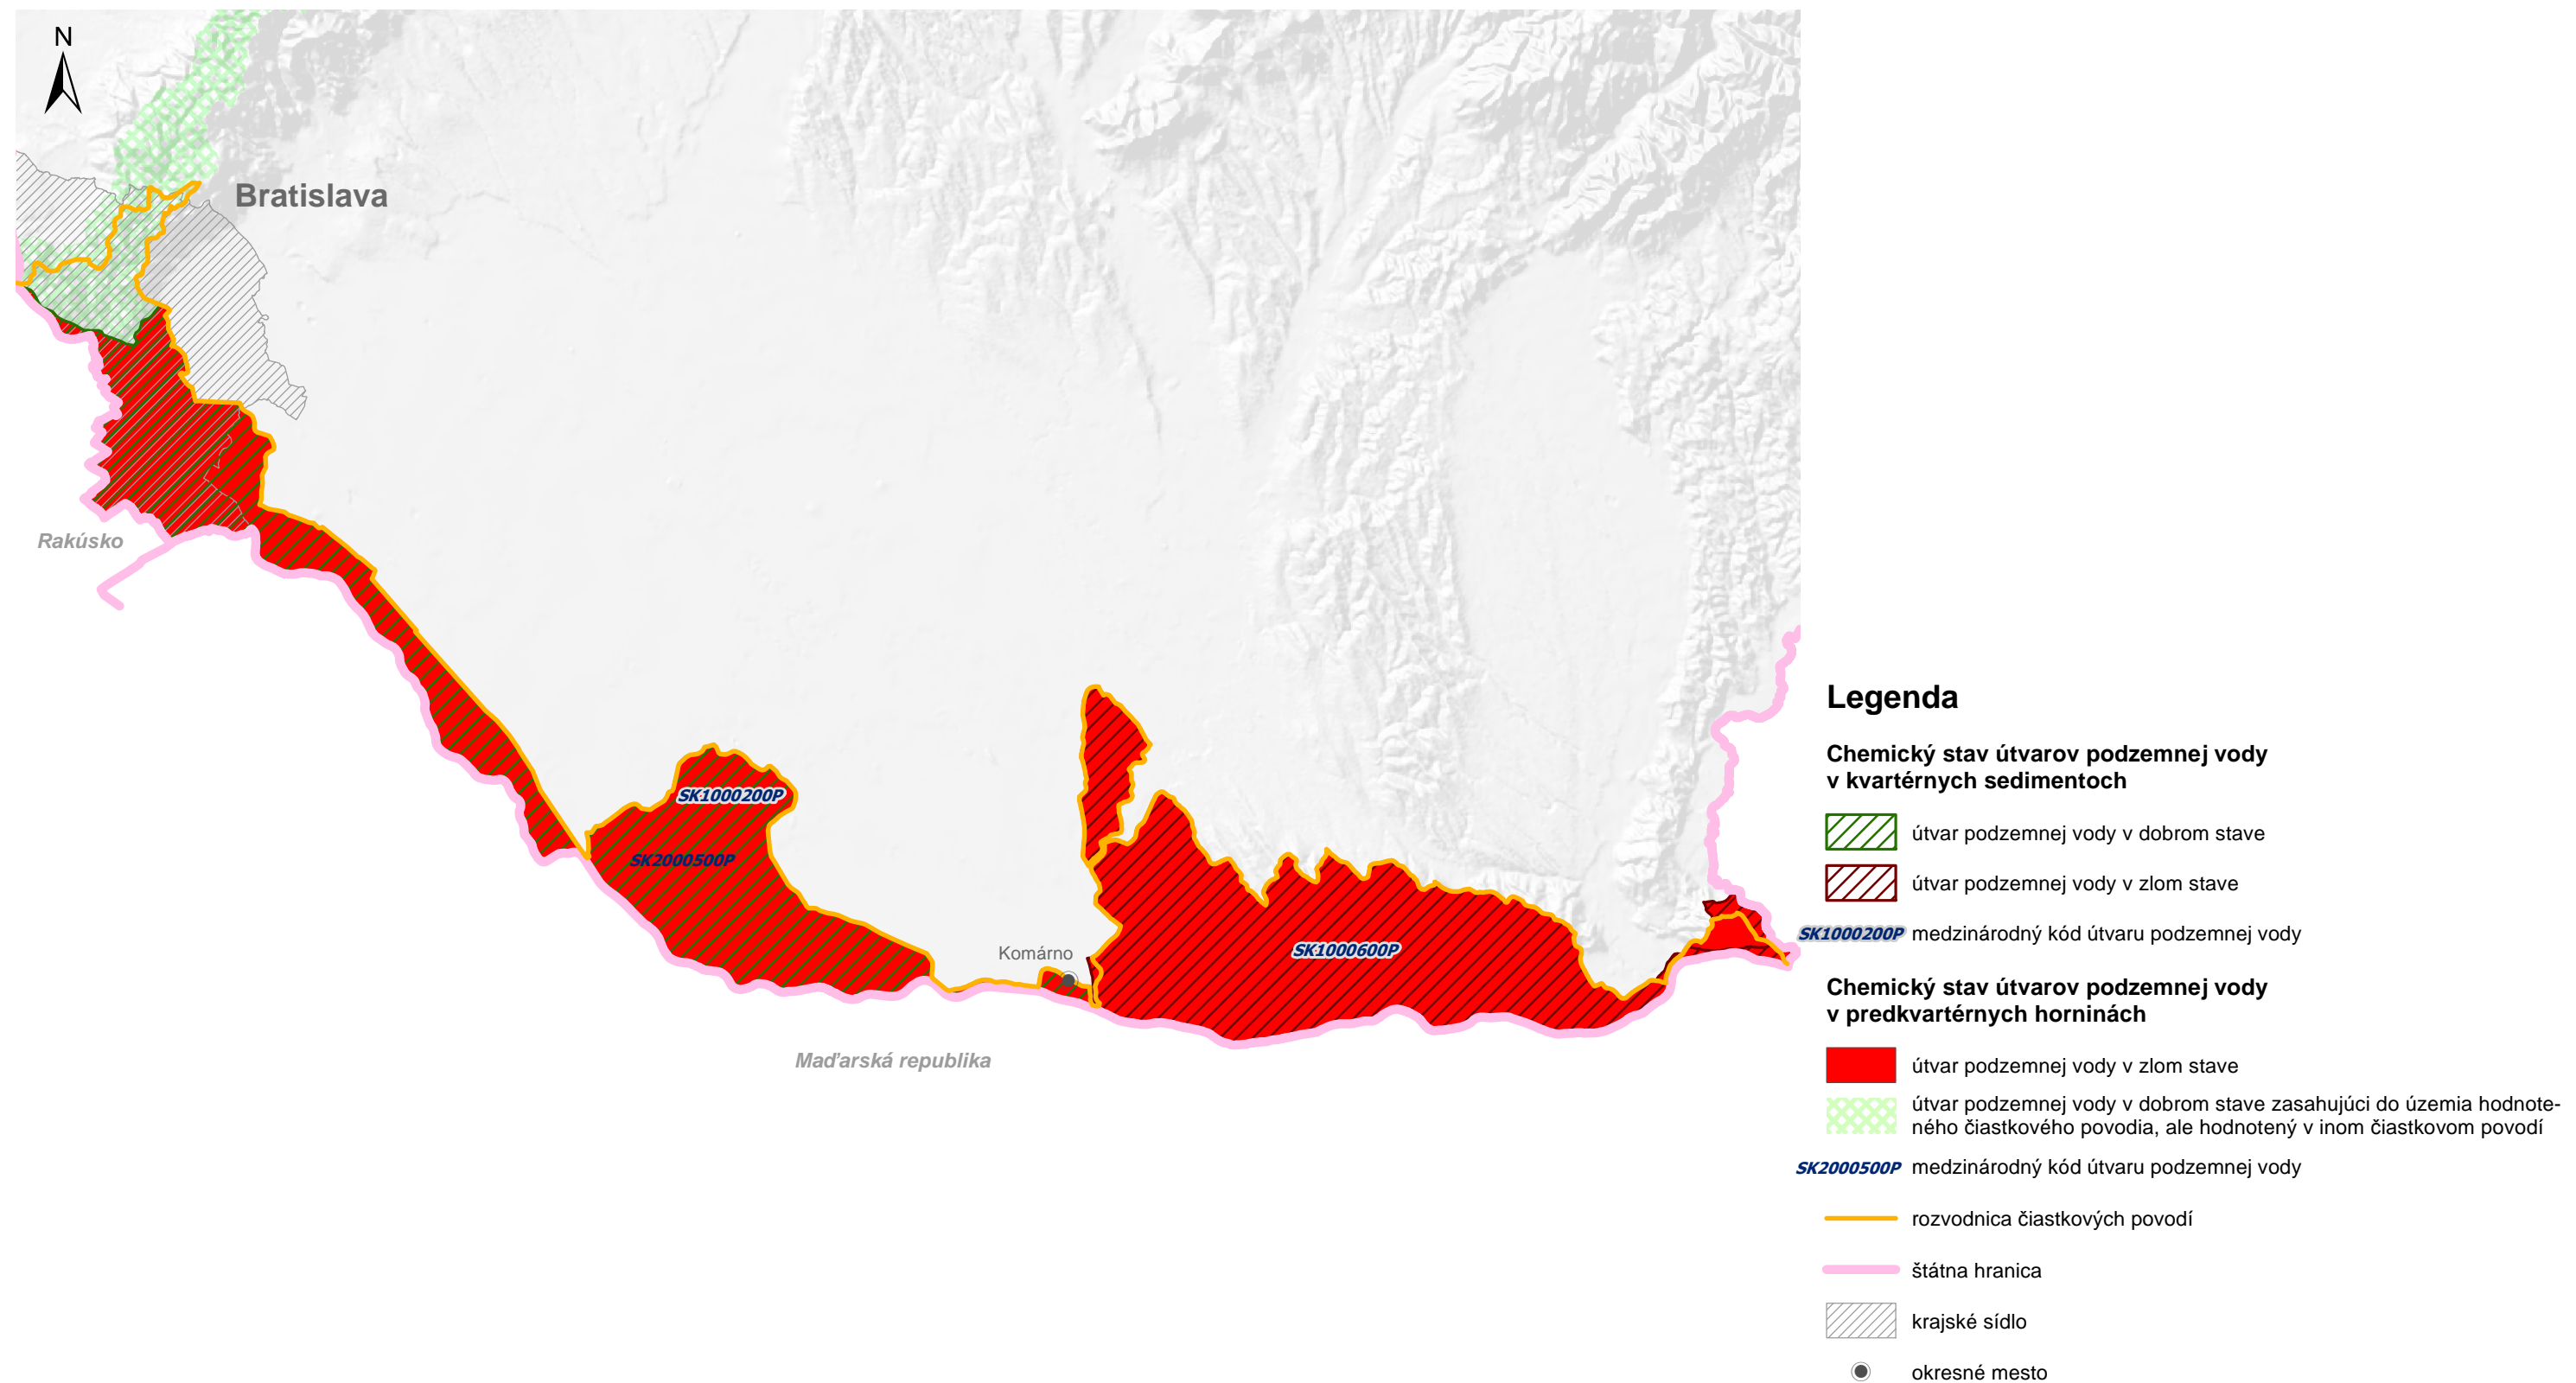 N
Bratislava
Rakúsko
SK1000200P
SK2000500P
Komárno
SK1000600P
Maďarská republika
Legenda
Chemický stav útvarov podzemnej vody
v kvartérnych sedimentoch
útvar podzemnej vody v dobrom stave
útvar podzemnej vody v zlom stave
SK1000200P medzinárodný kód útvaru podzemnej vody
Chemický stav útvarov podzemnej vody
v predkvartérnych horninách
útvar podzemnej vody v zlom stave
útvar podzemnej vody v dobrom stave zasahujúci do územia hodnote-
ného čiastkového povodia, ale hodnotený v inom čiastkovom povodí
SK2000500P medzinárodný kód útvaru podzemnej vody
rozvodnica čiastkových povodí
štátna hranica
krajské sídlo
okresné mesto